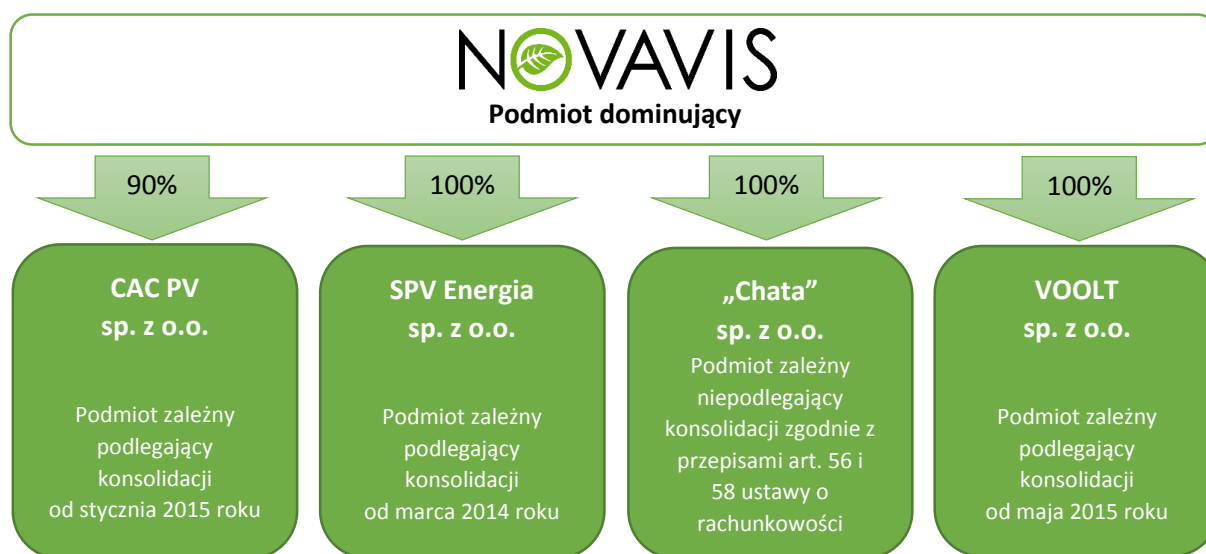 NOVAVIS
Podmiot dominujący
90%
100%
100%
100%
CAC PV
sp. z o.o.
Podmiot zależny
podlegający
konsolidacji
od stycznia 2015 roku
SPV Energia
sp. z o.o.
Podmiot zależny
podlegający
konsolidacji
od marca 2014 roku
„Chata”
sp. z o.o.
Podmiot zależny
niepodlegający
konsolidacji zgodnie z
przepisami art. 56 i
58 ustawy o
rachunkowości
VOOLT
sp. z o.o.
Podmiot zależny
podlegający
konsolidacji
od maja 2015 roku